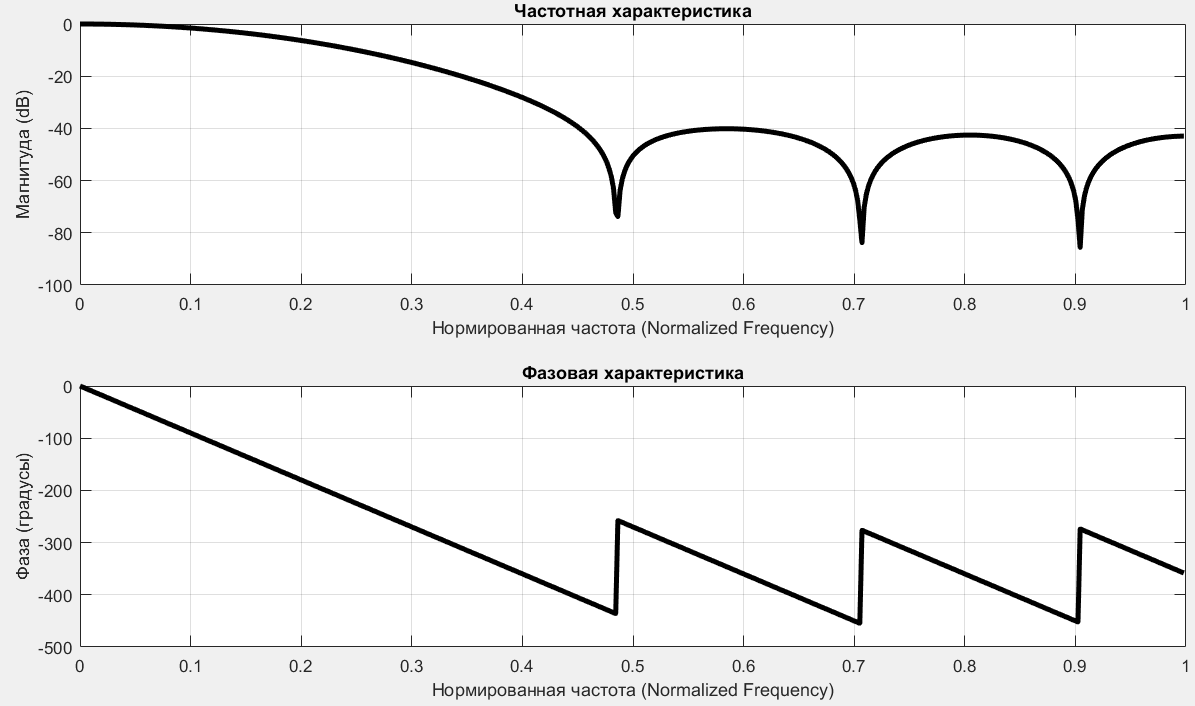 Частотная характеристика
Магнитуда (dB)
0
-20
-40
-60
-80
-100
0 0.1 0.2 0.3 0.4 0.5 0.6 0.7 0.8 0.9 1
Нормированная частота (Normalized Frequency)
Фазовая характеристика
Фаза (градусы)
0
-100
-200
-300
-400
-500
0 0.1 0.2 0.3 0.4 0.5 0.6 0.7 0.8 0.9 1
Нормированная частота (Normalized Frequency)